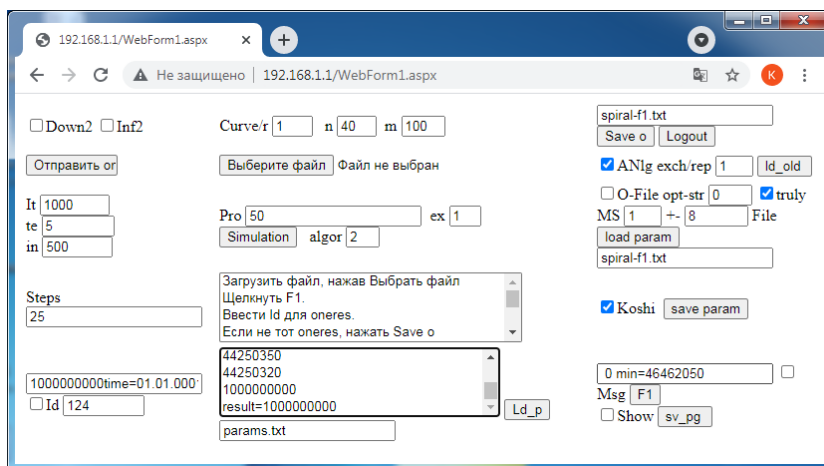 192.168.1.1/WebForm1.aspx
Не защищено | 192.168.1.1/WebForm1.aspx
K
Down2 Inf2
Curve/r 1 n 40 m 100
spiral-f1.txt
Save o Logout
Отправить or
Выберите файл Файл не выбран
ANlg exch/rep 1 ld_old
O-File opt-str 0 truly
It 1000
te 5
in 500
Pro 50 ex 1
Simulation algor 2
MS 1 +- 8 File
load param
spiral-f1.txt
Steps
25
Загрузить файл, нажав Выбрать файл
Щелкнуть F1.
Ввести Id для oneres.
Если не тот oneres, нажать Save o
Koshi save param
1000000000time=01.01.000
Id 124
44250350
44250320
1000000000
result=1000000000
Ld_p
params.txt
0 min=46462050
Msg F1
Show sv_pg